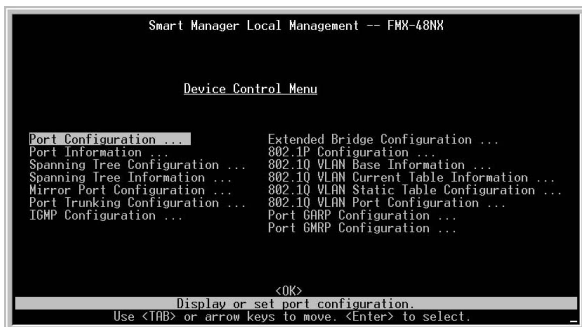 Smart Manager Local Management -- FMX-48NX
Device Control Menu
Port Configuration ...
Port Information ...
Spanning Tree Configuration ...
Spanning Tree Information ...
Mirror Port Configuration ...
Port Trunking Configuration ...
IGMP Configuration ...
Extended Bridge Configuration ...
802.1P Configuration ...
802.1Q VLAN Base Information ...
802.1Q VLAN Current Table Information ...
802.1Q VLAN Static Table Configuration ...
802.1Q VLAN Port Configuration ...
Port GARP Configuration ...
Port GMRP Configuration ...
<OK>
Display or set port configuration.
Use <TAB> or arrow keys to move. <Enter> to select.